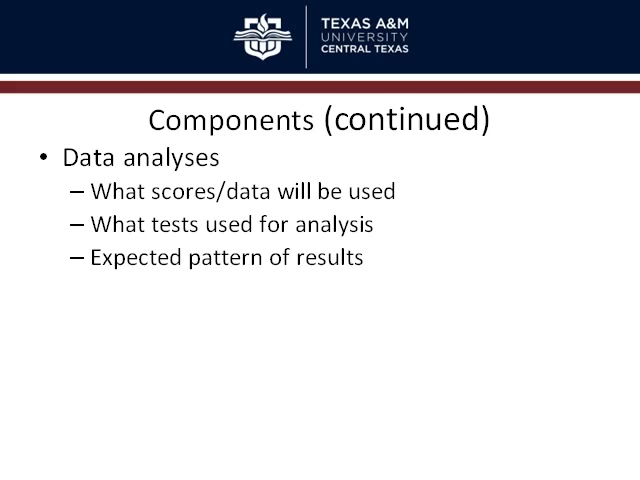 TEXAS A&M
UNIVERSITY
CENTRAL TEXAS
Components (continued)
• Data analyses
– What scores/data will be used
– What tests used for analysis
– Expected pattern of results